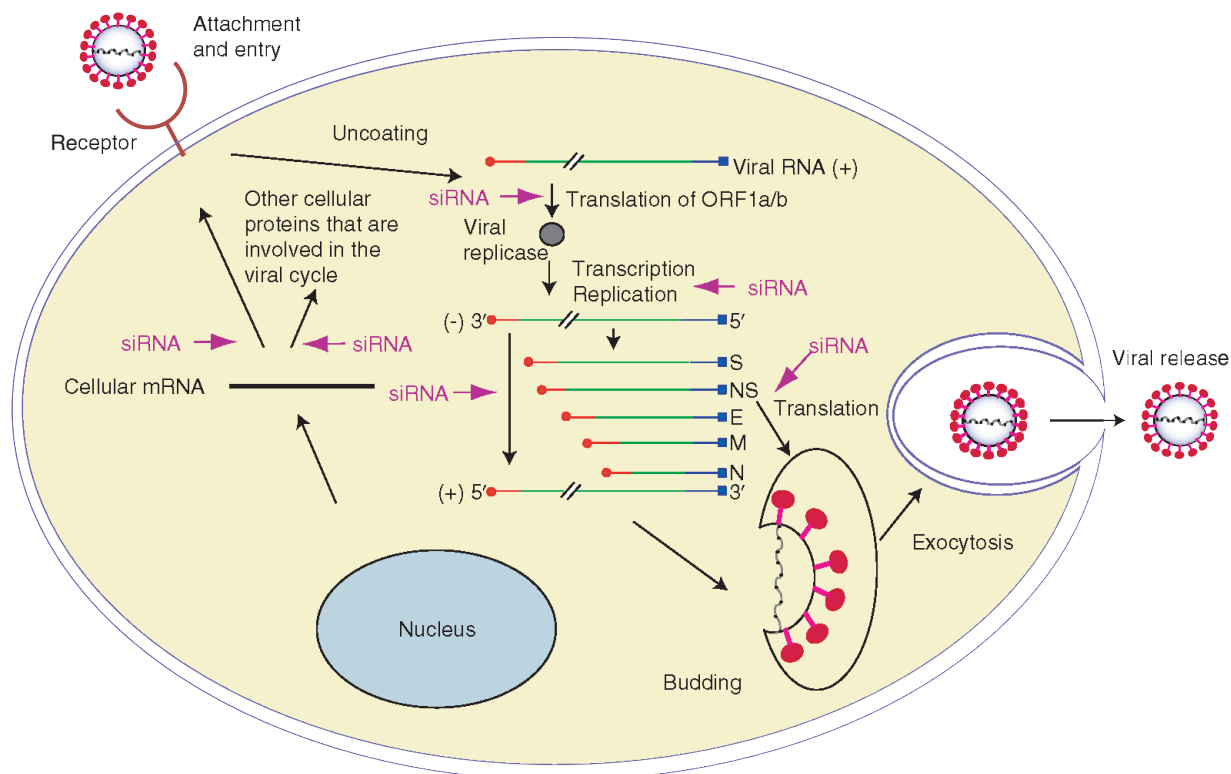 Attachment
and entry
Receptor
Uncoating
Viral RNA (+)
siRNA
Translation of ORF1a/b
Other cellular
proteins that are
involved in the
viral cycle
Viral
replicase
Transcription
Replication
siRNA
(-) 3′
5′
siRNA
siRNA
siRNA
S
Viral release
Cellular mRNA
siRNA
NS
Translation
E
M
N
(+) 5′
3′
Exocytosis
Nucleus
Budding